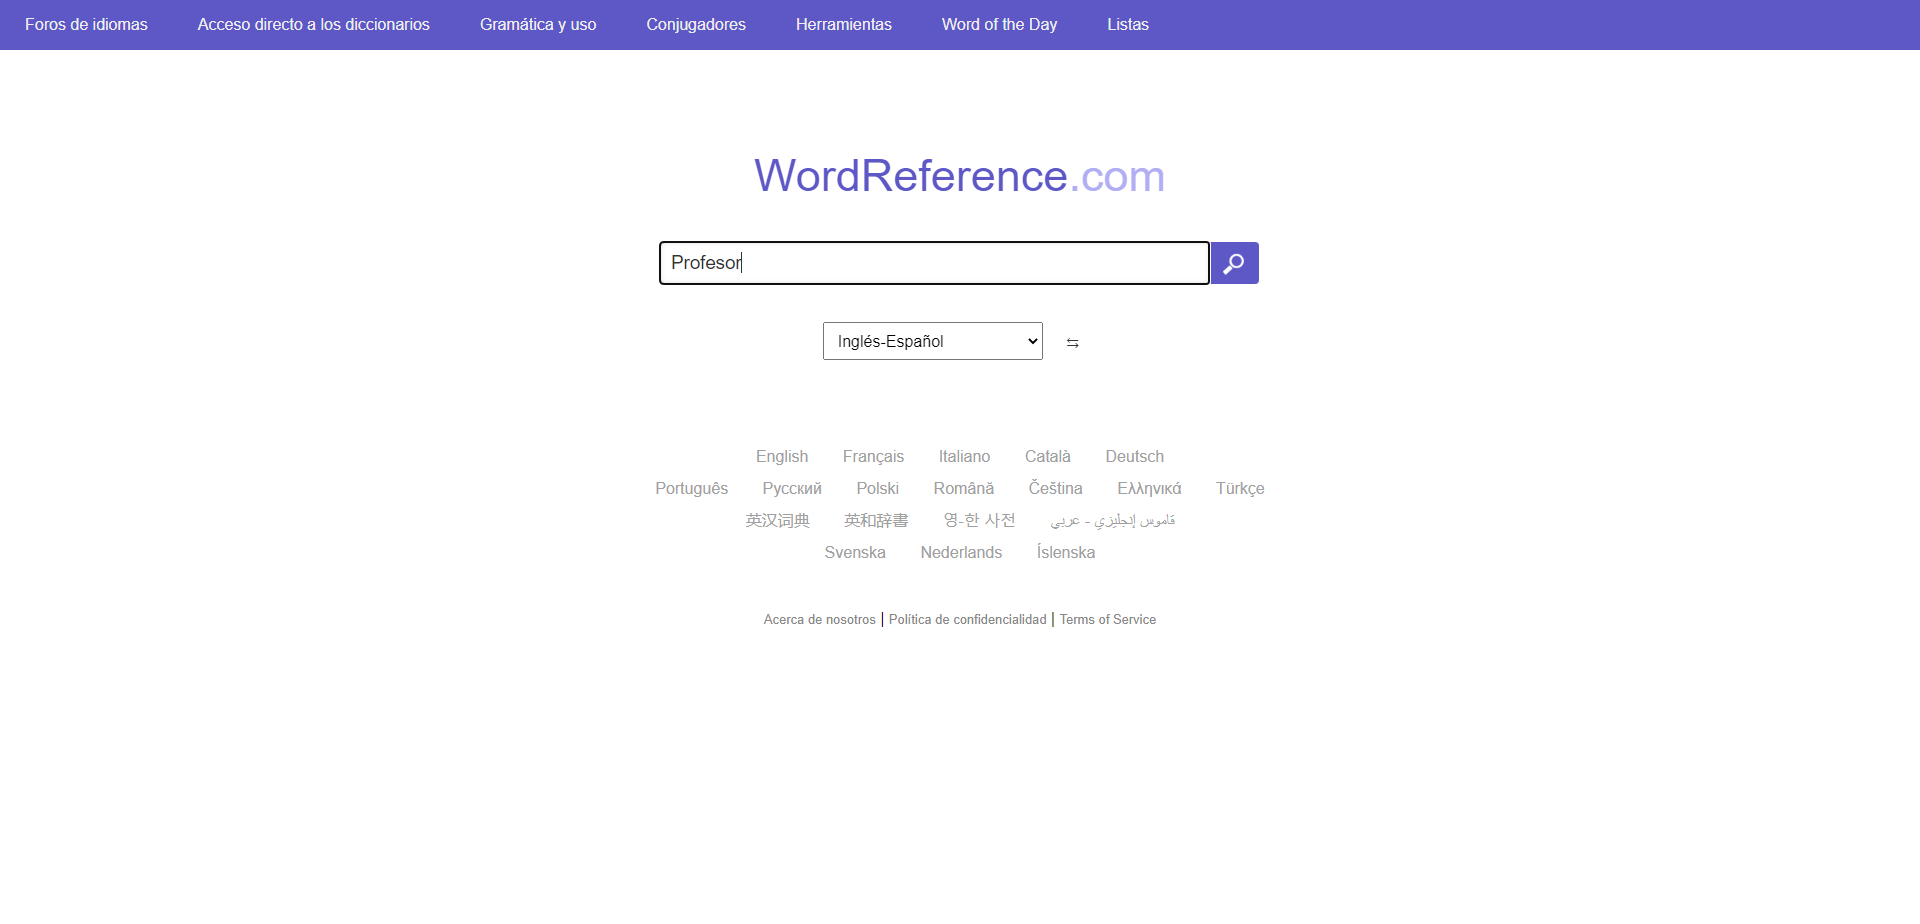 Foros de idiomas Acceso directo a los diccionarios Gramática y uso Conjugadores Herramientas Word of the Day Listas
WordReference.com
Profesor
Inglés-Español ⇆
English Français Italiano Català Deutsch
Português Русский Polski Română Čeština Ελληνικά Türkçe
英汉词典 英和辞書 영-한 사전 قاموس إنجليزي - عربي
Svenska Nederlands Íslenska
Acerca de nosotros | Política de confidencialidad | Terms of Service